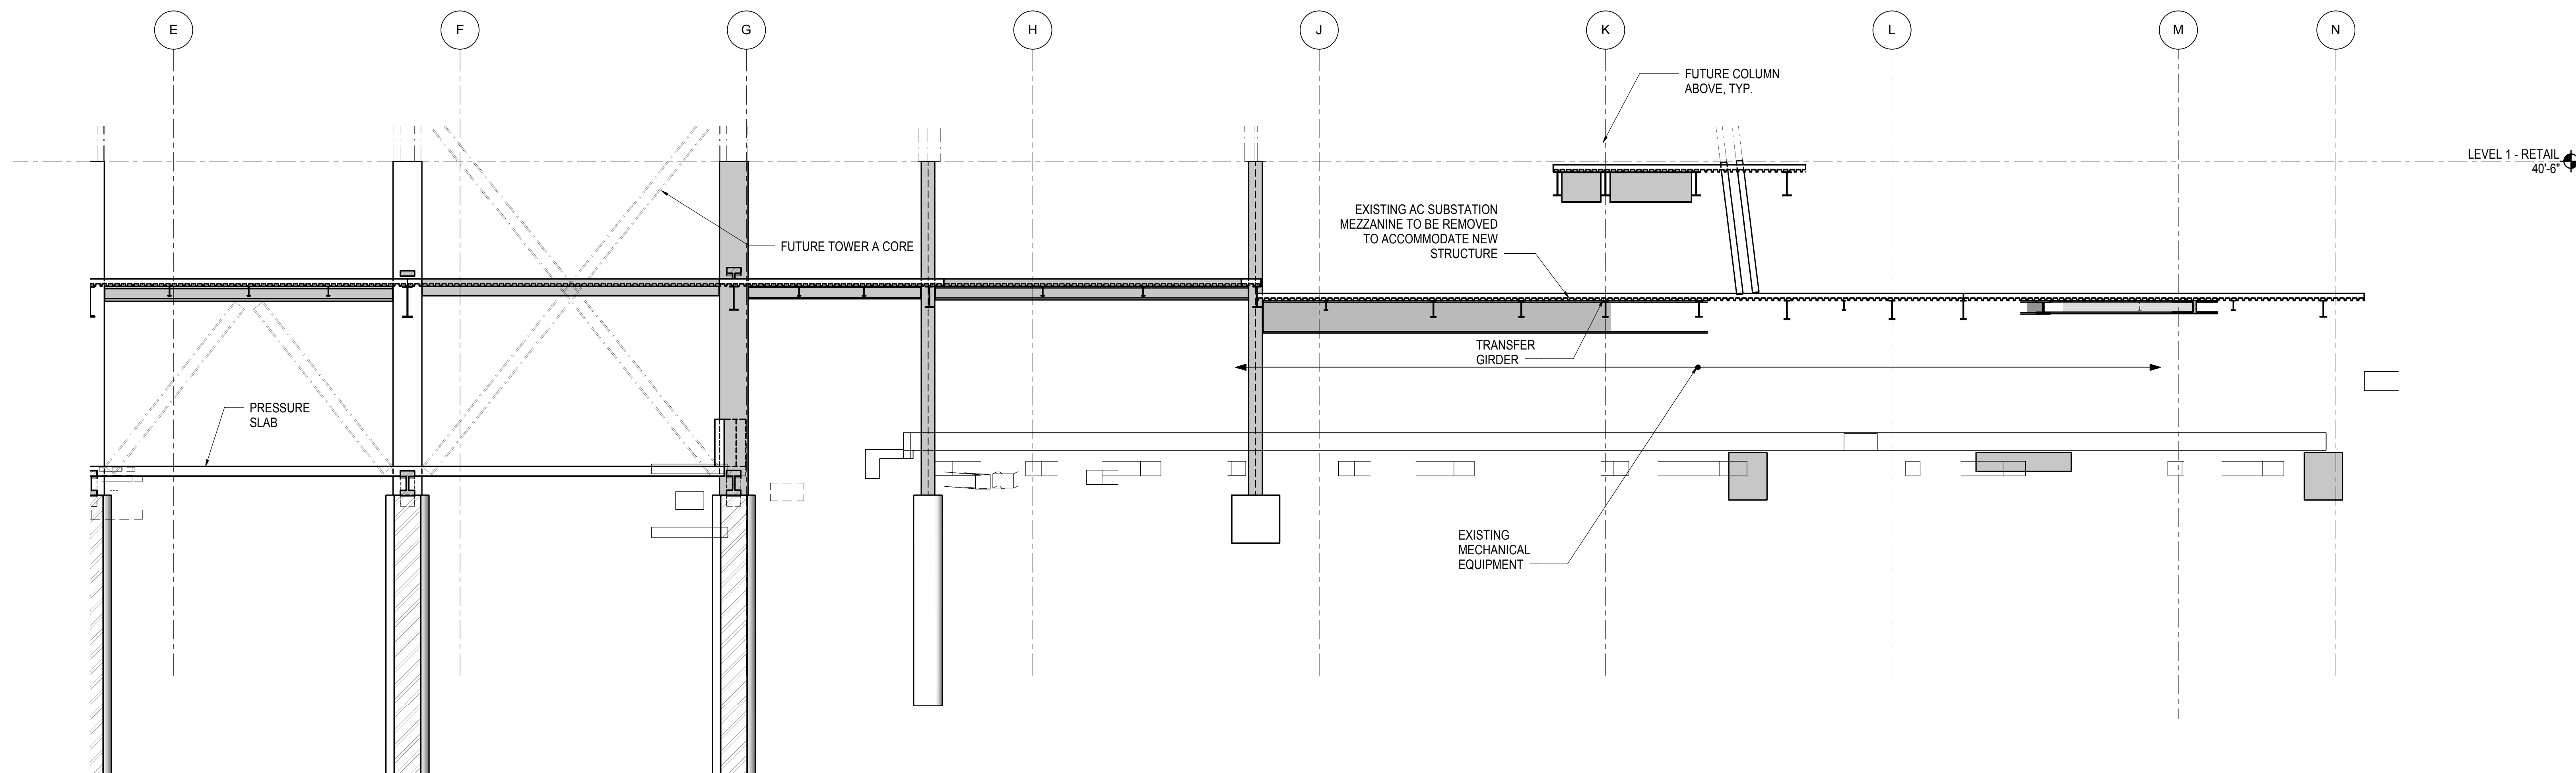 E
F
G
H
J
K
L
M
N
FUTURE COLUMN
ABOVE, TYP.
LEVEL 1 - RETAIL
40'-6"
EXISTING AC SUBSTATION
MEZZANINE TO BE REMOVED
TO ACCOMMODATE NEW
STRUCTURE
FUTURE TOWER A CORE
TRANSFER
GIRDER
PRESSURE
SLAB
EXISTING
MECHANICAL
EQUIPMENT